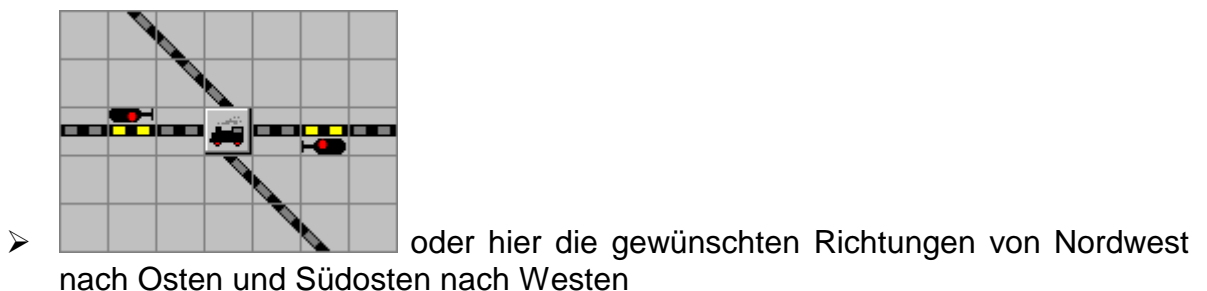 ➢ oder hier die gewünschten Richtungen von Nordwest
nach Osten und Südosten nach Westen